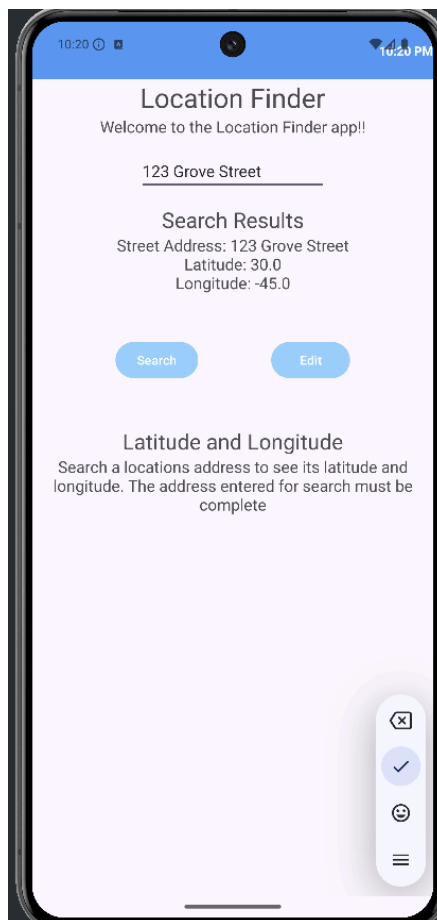 10:20
10:20 PM
Location Finder
Welcome to the Location Finder app!!
123 Grove Street
Search Results
Street Address: 123 Grove Street
Latitude: 30.0
Longitude: -45.0
Search Edit
Latitude and Longitude
Search a locations address to see its latitude and
longitude. The address entered for search must be
complete